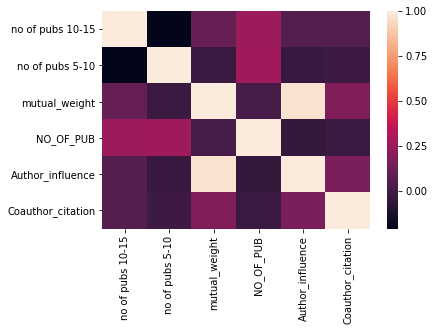 no of pubs 10-15
no of pubs 5-10
mutual_weight
NO_OF_PUB
Author_influence
Coauthor_citation
no of pubs 10-15
no of pubs 5-10
mutual_weight
NO_OF_PUB
Author_influence
Coauthor_citation
1.00
0.75
0.50
0.25
0.00